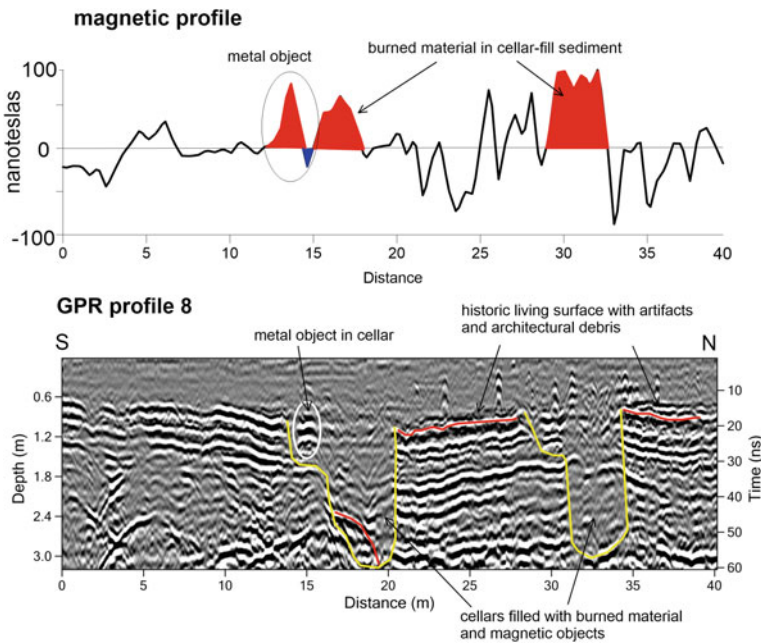 magnetic profile
metal object
burned material in cellar-fill sediment
nanoteslas
100
0
-100
0 5 10 15 20 25 30 35 40
Distance
GPR profile 8
historic living surface with artifacts
and architectural debris
metal object in cellar
S
N
Depth (m)
0.6
1.2
1.8
2.4
3.0
10
20
30
40
50
60
Time (ns)
0 5 10 15 20 25 30 35 40
Distance (m)
cellars filled with burned material
and magnetic objects